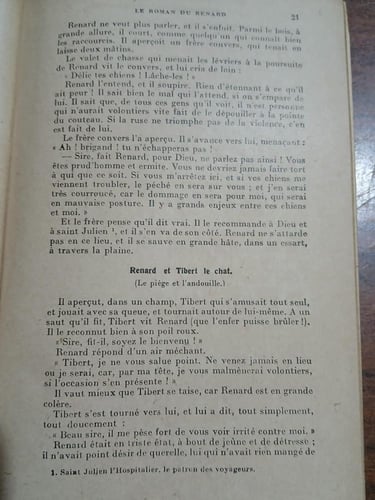 LE ROMAN DU RENARD 21
Renard ne veut plus parler, et il s'enfuit. Parmi le bois, à
grande allure, il court, comme quelqu'un qui connaît bien
les raccourcis. Il aperçoit un frère convers, qui tenait en
laisse deux mâtins.
Le valet de chasse qui menait les lévriers à la poursuite
de Renard vit le convers, et lui cria de loin :
« Délie tes chiens ! Lâche-les ! »
Renard l'entend, et il soupire. Rien d'étonnant à ce qu'il
ait peur ! Il sait bien le mal qui l'attend, si on s'empare de
lui. Il sait que, de tous ces gens qu'il voit, il n'est personne
qui n'aurait volontiers vite fait de le dépouiller à la pointe
du couteau. Si la ruse ne triomphe pas de la violence, c'en
est fait de lui.
Le frère convers l'a aperçu. Il s'avance vers lui, menaçant :
« Ah ! brigand ! tu n'échapperas pas !
— Sire, fait Renard, pour Dieu, ne parlez pas ainsi ! Vous
êtes prud'homme et ermite. Vous ne devriez jamais faire tort
à qui que ce soit. Si vous m'arrêtez ici, et si vos chiens me
viennent troubler, le péché en sera sur vous ; et j'en serai
très courroucé, car le dommage en sera pour moi, qui serai
en mauvaise posture. Il y a grands enjeux entre ces chiens
et moi. »
Et le frère pense qu'il dit vrai. Il le recommande à Dieu et
à saint Julien ¹, et il s'en va de son côté. Renard ne s'attarde
pas en ce lieu, et il se sauve en grande hâte, dans un essart,
à travers la plaine.
Renard et Tibert le chat.
(Le piège et l'andouille.)
Il aperçut, dans un champ, Tibert qui s'amusait tout seul,
et jouait avec sa queue, et tournait autour de lui-même. A un
saut qu'il fit, Tibert vit Renard (que l'enfer puisse brûler !).
Il le reconnut bien à son poil roux.
« Sire, fit-il, soyez le bienvenu ! »
Renard répond d'un air méchant.
« Tibert, je ne vous salue point. Ne venez jamais en lieu
ou je serai, car, par ma tête, je vous malmènerai volontiers,
si l'occasion s'en présente ! »
Il vaut mieux que Tibert se taise, car Renard est en grande
colère.
Tibert s'est tourné vers lui, et lui a dit, tout simplement,
tout doucement :
« Beau sire, il me pèse fort de vous voir irrité contre moi. »
Renard était en triste état, à bout de jeûne et de détresse ;
il n'avait point désir de querelle, lui qui n'avait rien mangé de
1. Saint Julien l'Hospitalier, le patron des voyageurs.